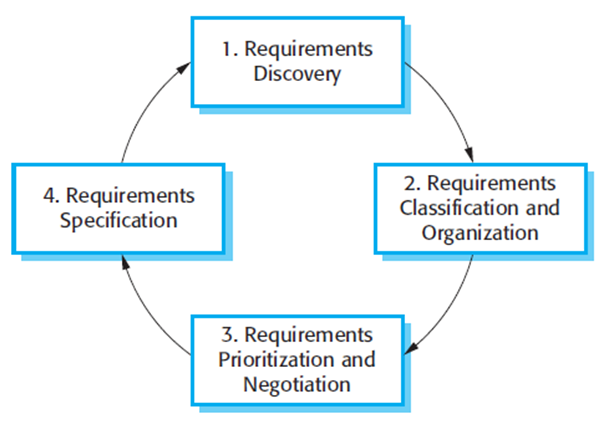 1. Requirements
Discovery
2. Requirements
Classification and
Organization
3. Requirements
Prioritization and
Negotiation
4. Requirements
Specification